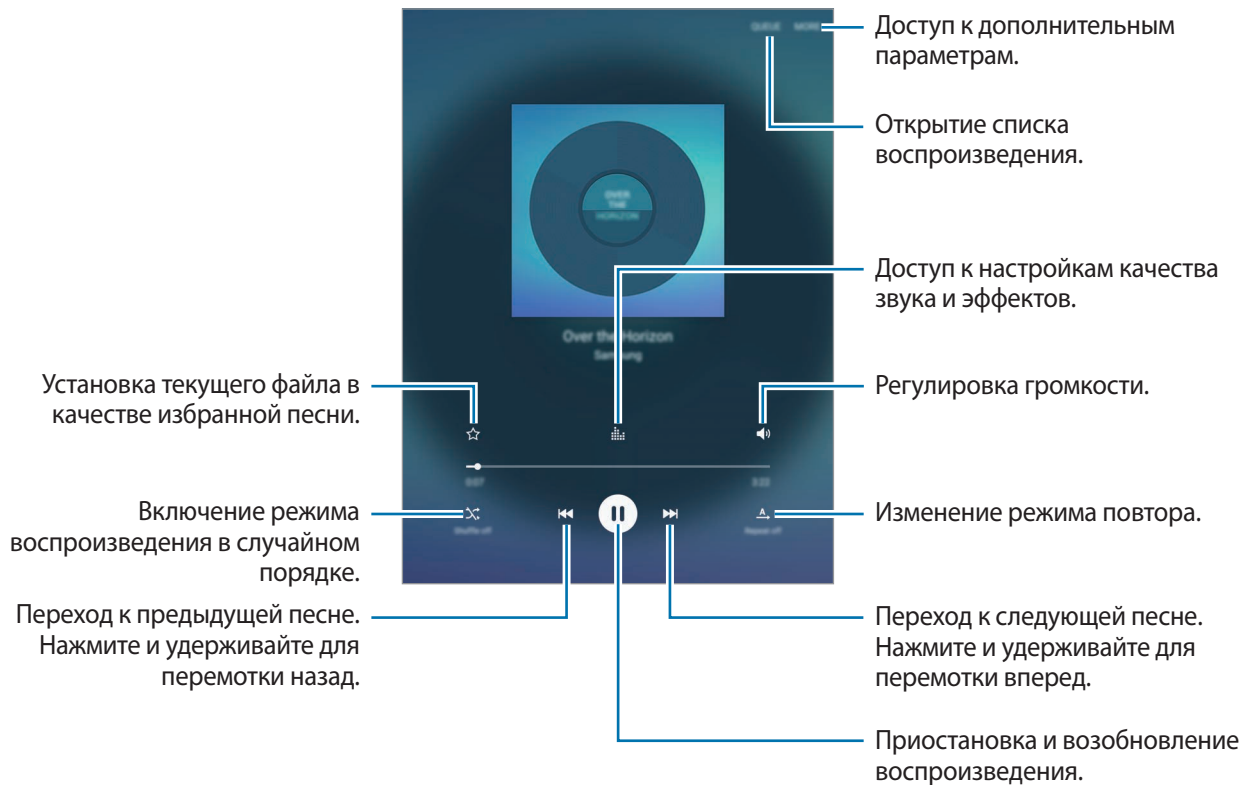 QUEUE MORE
Доступ к дополнительным
параметрам.
Открытие списка
воспроизведения.
OVER
THE
HORIZON
Доступ к настройкам качества
звука и эффектов.
Over the Horizon
Samsung
Установка текущего файла в
качестве избранной песни.
Регулировка громкости.
0:07
3:22
Включение режима
воспроизведения в случайном
порядке.
Shuffle off
A
Repeat off
Изменение режима повтора.
Переход к предыдущей песне.
Нажмите и удерживайте для
перемотки назад.
Переход к следующей песне.
Нажмите и удерживайте для
перемотки вперед.
Приостановка и возобновление
воспроизведения.